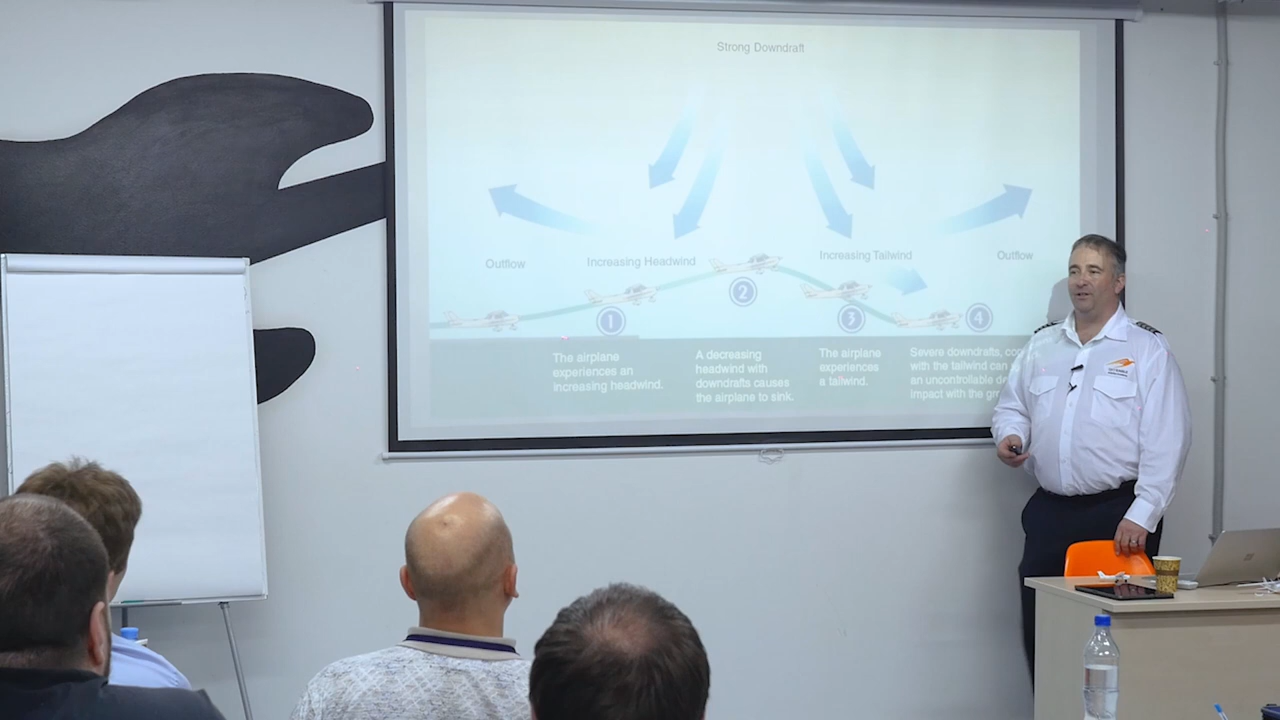 Strong Downdraft
Outflow
Increasing Headwind
Increasing Tailwind
Outflow
1
2
3
4
The airplane
experiences an
increasing headwind.
A decreasing
headwind with
downdrafts causes
the airplane to sink.
The airplane
experiences
a tailwind.
Severe downdrafts,
with the tailwind can
an uncontrollable
impact with the